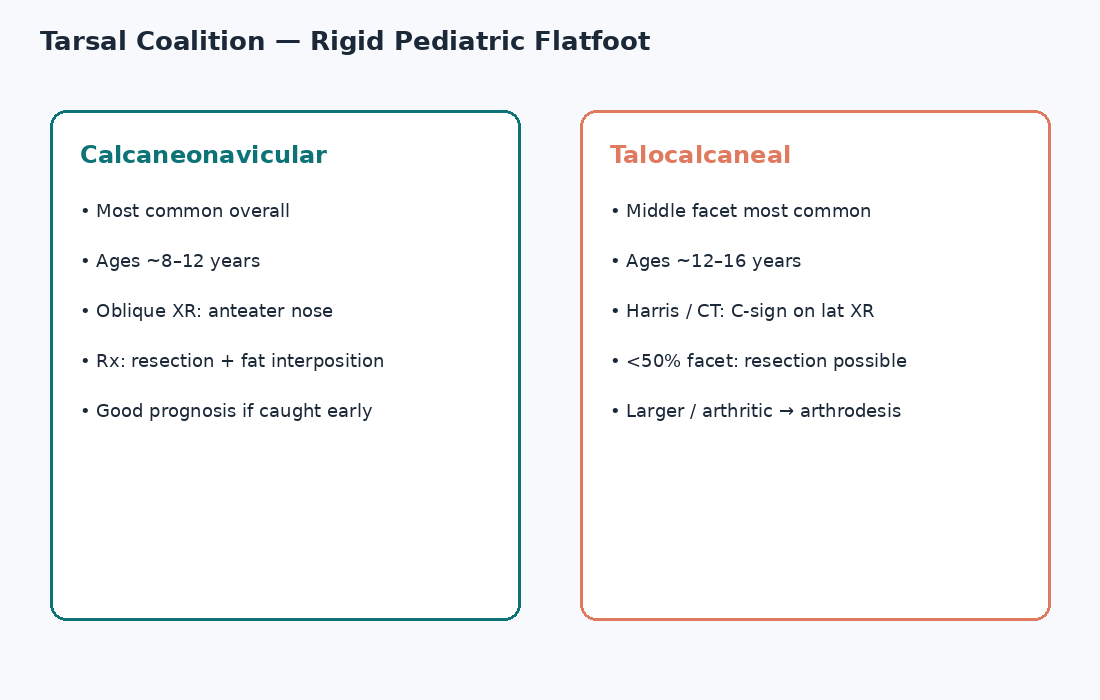 Tarsal Coalition — Rigid Pediatric Flatfoot
Calcaneonavicular
• Most common overall
• Ages ~8–12 years
• Oblique XR: anteater nose
• Rx: resection + fat interposition
• Good prognosis if caught early
Talocalcaneal
• Middle facet most common
• Ages ~12–16 years
• Harris / CT: C-sign on lat XR
• <50% facet: resection possible
• Larger / arthritic → arthrodesis